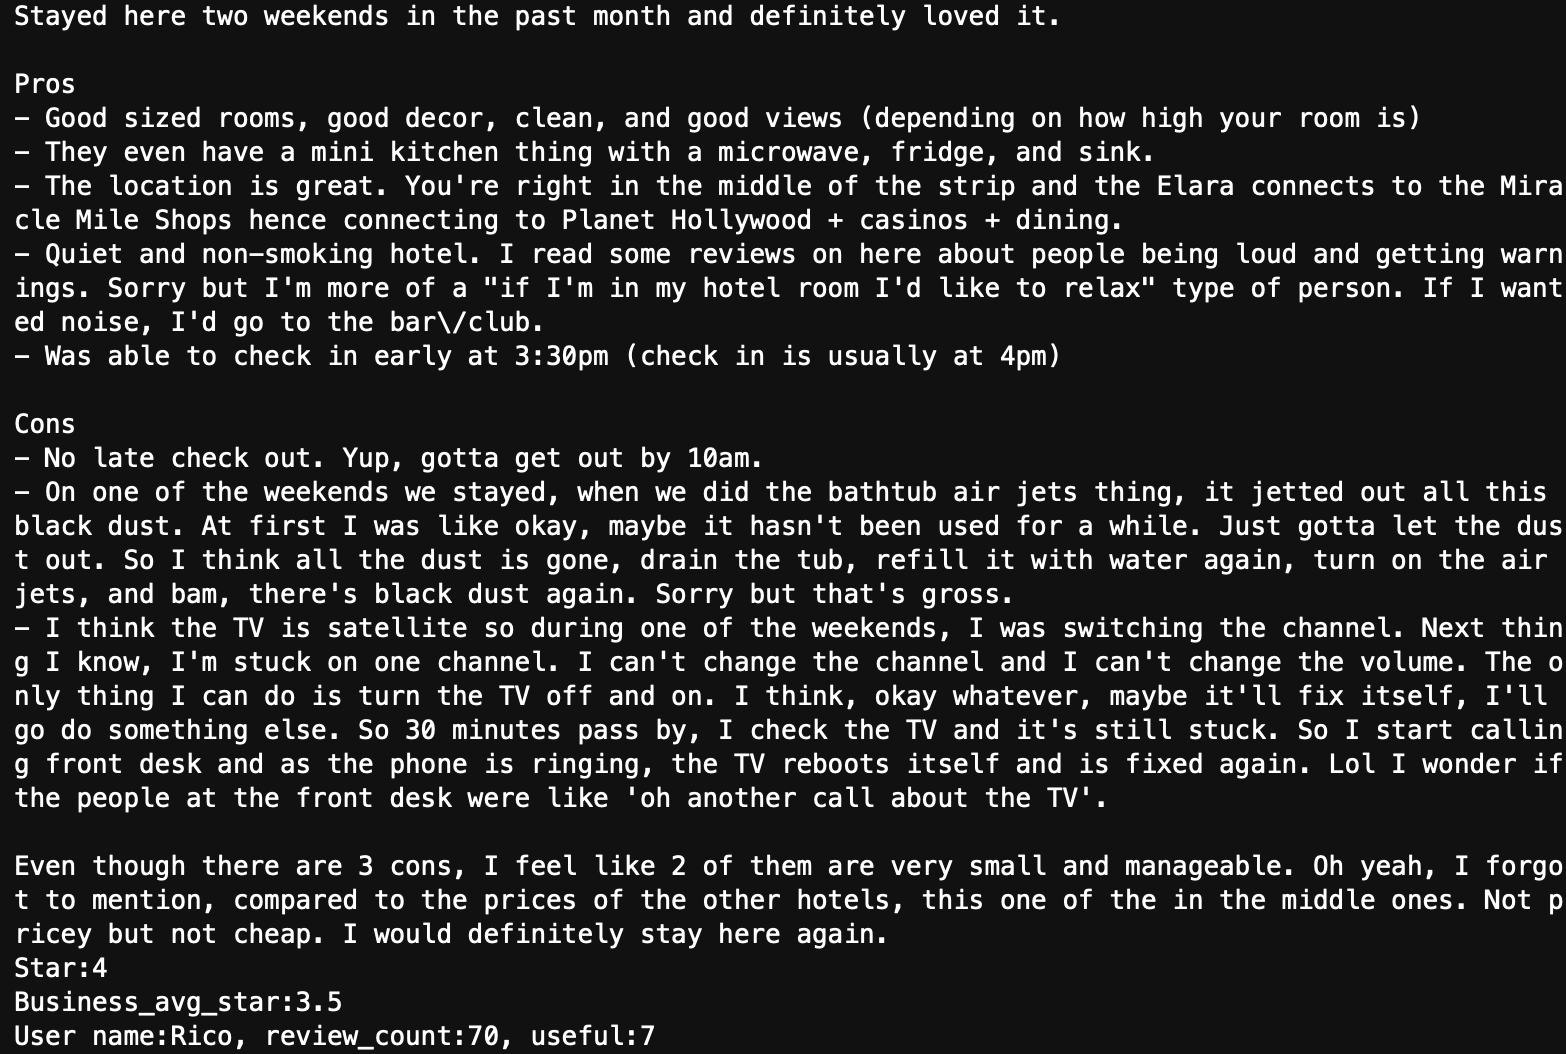 Stayed here two weekends in the past month and definitely loved it.
Pros
– Good sized rooms, good decor, clean, and good views (depending on how high your room is)
– They even have a mini kitchen thing with a microwave, fridge, and sink.
– The location is great. You're right in the middle of the strip and the Elara connects to the Mira
cle Mile Shops hence connecting to Planet Hollywood + casinos + dining.
– Quiet and non-smoking hotel. I read some reviews on here about people being loud and getting warn
ings. Sorry but I'm more of a "if I'm in my hotel room I'd like to relax" type of person. If I want
ed noise, I'd go to the bar\/club.
– Was able to check in early at 3:30pm (check in is usually at 4pm)
Cons
– No late check out. Yup, gotta get out by 10am.
– On one of the weekends we stayed, when we did the bathtub air jets thing, it jetted out all this
black dust. At first I was like okay, maybe it hasn't been used for a while. Just gotta let the dus
t out. So I think all the dust is gone, drain the tub, refill it with water again, turn on the air
jets, and bam, there's black dust again. Sorry but that's gross.
– I think the TV is satellite so during one of the weekends, I was switching the channel. Next thin
g I know, I'm stuck on one channel. I can't change the channel and I can't change the volume. The o
nly thing I can do is turn the TV off and on. I think, okay whatever, maybe it'll fix itself, I'll
go do something else. So 30 minutes pass by, I check the TV and it's still stuck. So I start callin
g front desk and as the phone is ringing, the TV reboots itself and is fixed again. Lol I wonder if
the people at the front desk were like 'oh another call about the TV'.
Even though there are 3 cons, I feel like 2 of them are very small and manageable. Oh yeah, I forgo
t to mention, compared to the prices of the other hotels, this one of the in the middle ones. Not p
ricey but not cheap. I would definitely stay here again.
Star:4
Business_avg_star:3.5
User name:Rico, review_count:70, useful:7